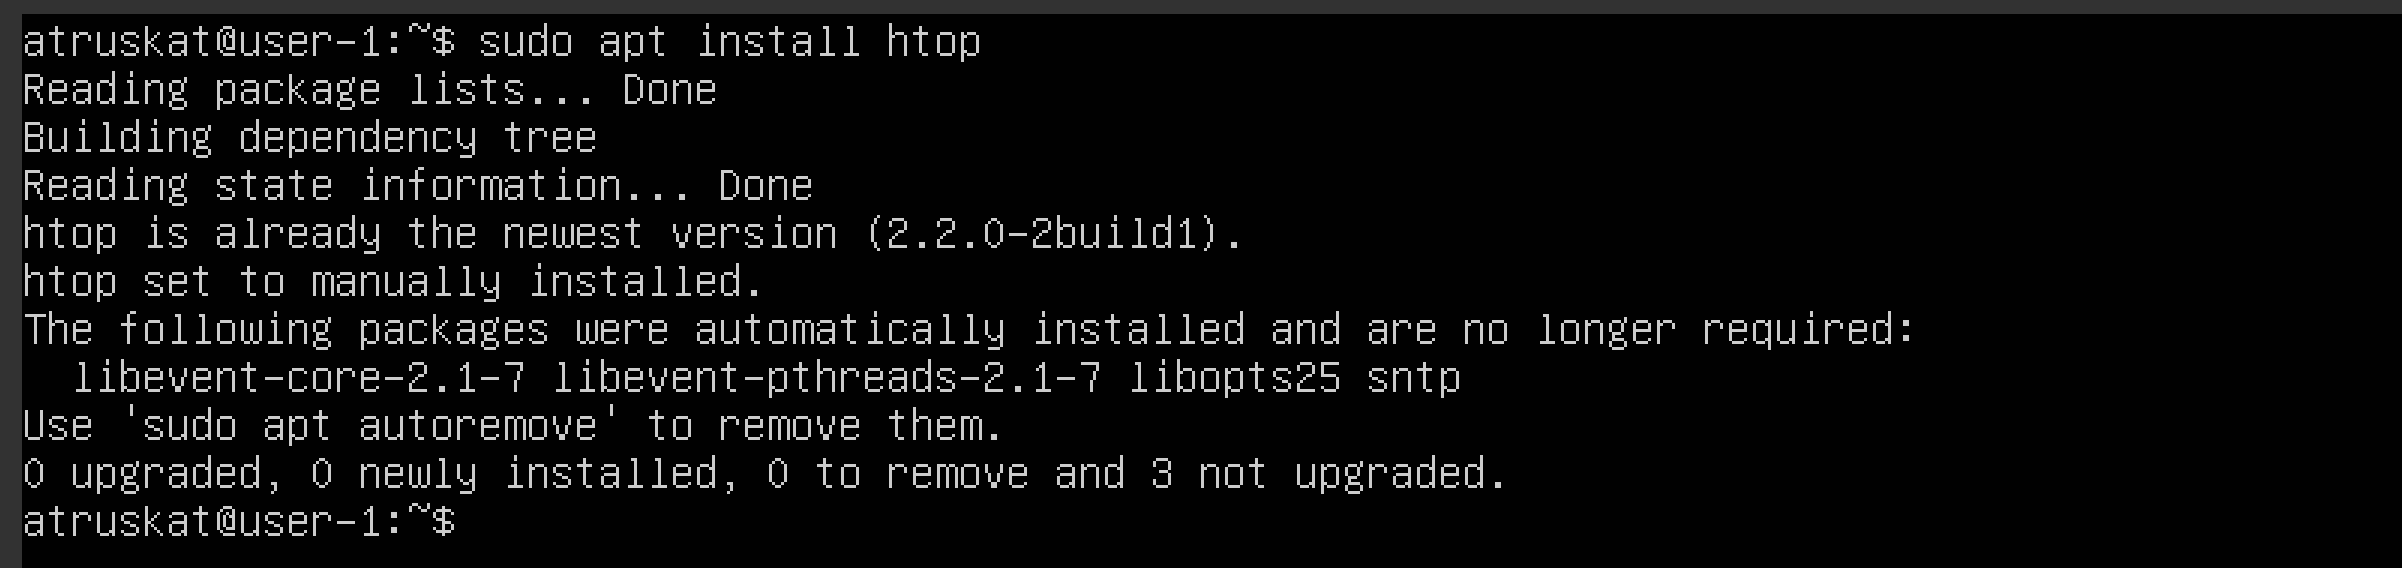 atruskat@user-1:~$ sudo apt install htop
Reading package lists... Done
Building dependency tree
Reading state information... Done
htop is already the newest version (2.2.0-2build1).
htop set to manually installed.
The following packages were automatically installed and are no longer required:
  libevent-core-2.1-7 libevent-pthreads-2.1-7 libopts25 sntp
Use 'sudo apt autoremove' to remove them.
0 upgraded, 0 newly installed, 0 to remove and 3 not upgraded.
atruskat@user-1:~$